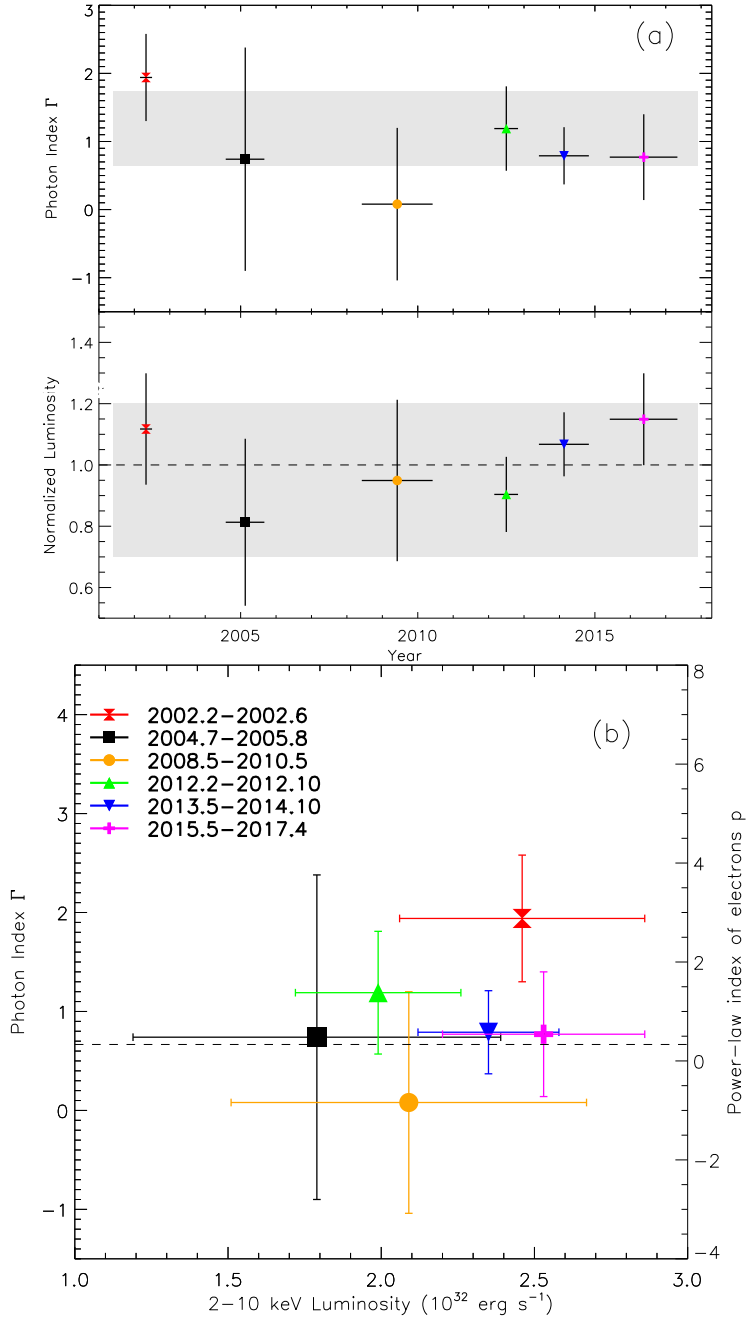 (a)
Photon Index Γ
3
2
1
0
−1
Normalized Luminosity
1.4
1.2
1.0
0.8
0.6
2005 2010 2015
Year
(b)
2002.2−2002.6
2004.7−2005.8
2008.5−2010.5
2012.2−2012.10
2013.5−2014.10
2015.5−2017.4
Photon Index Γ
4
3
2
1
0
−1
Power−law index of electrons p
8
6
4
2
0
−2
−4
1.0 1.5 2.0 2.5 3.0
2−10 keV Luminosity (10³² erg s⁻¹)